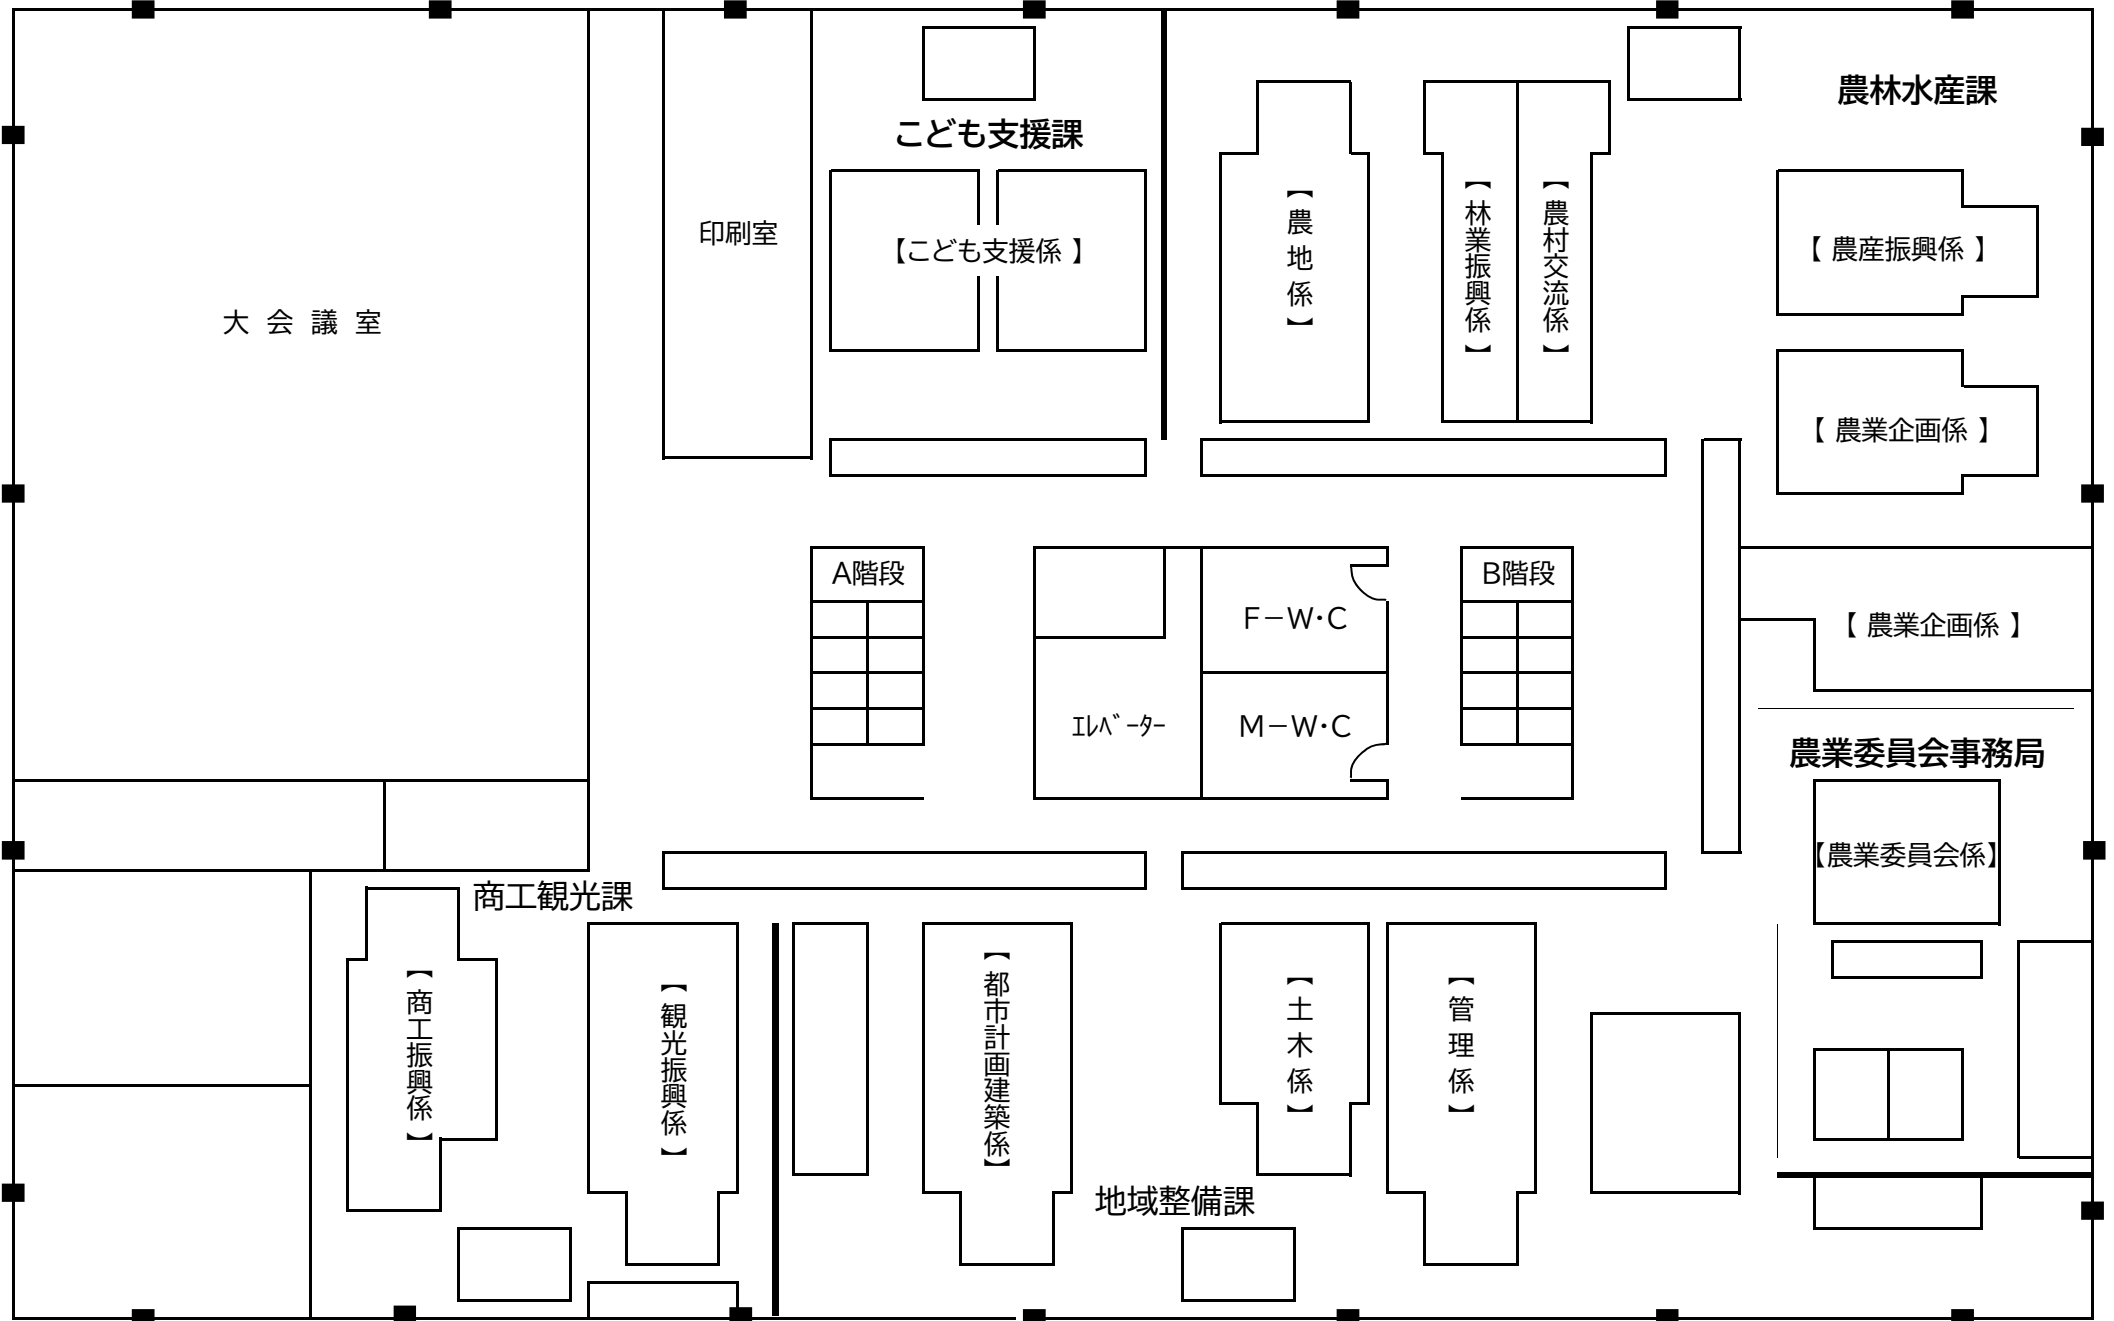 農林水産課
こども支援課
【農地係】
【林業振興係】
【農村交流係】
印刷室
【こども支援係 】
【 農産振興係 】
大 会 議 室
【 農業企画係 】
A階段
B階段
F－W･C
【 農業企画係 】
ｴﾚﾍﾞｰﾀｰ
M－W･C
農業委員会事務局
【農業委員会係】
商工観光課
【商工振興係】
【観光振興係】
【都市計画建築係】
【土木係】
【管理係】
地域整備課